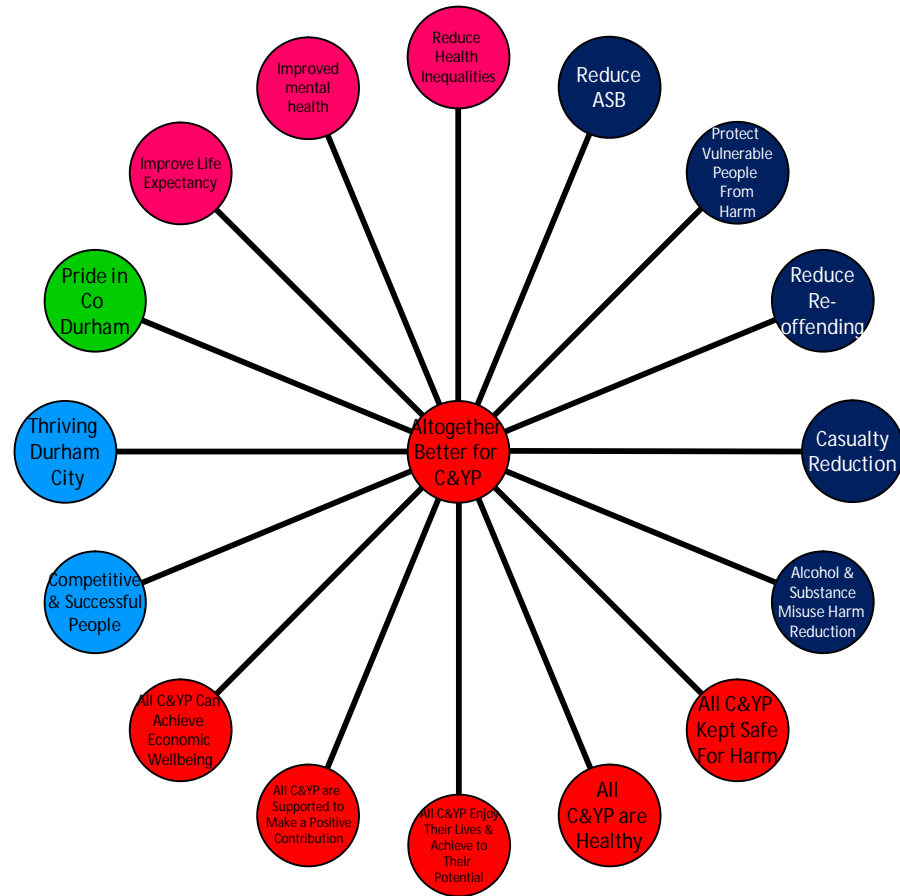 Reduce
Health
Inequalities
Reduce
ASB
Protect
Vulnerable
People
From
Harm
Reduce
Re-
offending
Casualty
Reduction
Alcohol &
Substance
Misuse Harm
Reduction
All C&YP
Kept Safe
For Harm
All
C&YP are
Healthy
All C&YP Enjoy
Their Lives &
Achieve to
Their
Potential
All C&YP are
Supported to
Make a Positive
Contribution
All C&YP Can
Achieve
Economic
Wellbeing
Competitive
& Successful
People
Thriving
Durham
City
Pride in
Co
Durham
Improve Life
Expectancy
Improved
mental
health
Altogether
Better for
C&YP